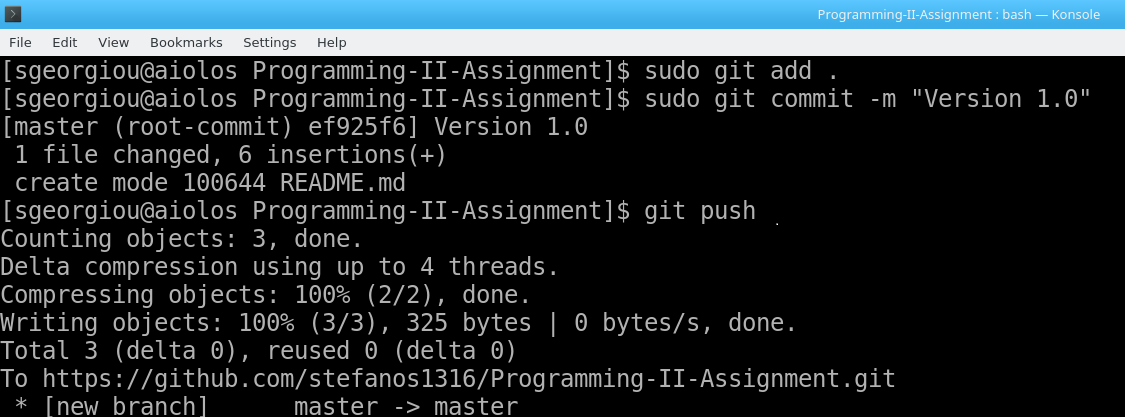 Programming-II-Assignment : bash — Konsole
File Edit View Bookmarks Settings Help
[sgeorgiou@aiolos Programming-II-Assignment]$ sudo git add .
[sgeorgiou@aiolos Programming-II-Assignment]$ sudo git commit -m "Version 1.0"
[master (root-commit) ef925f6] Version 1.0
 1 file changed, 6 insertions(+)
 create mode 100644 README.md
[sgeorgiou@aiolos Programming-II-Assignment]$ git push
Counting objects: 3, done.
Delta compression using up to 4 threads.
Compressing objects: 100% (2/2), done.
Writing objects: 100% (3/3), 325 bytes | 0 bytes/s, done.
Total 3 (delta 0), reused 0 (delta 0)
To https://github.com/stefanos1316/Programming-II-Assignment.git
 * [new branch]      master -> master